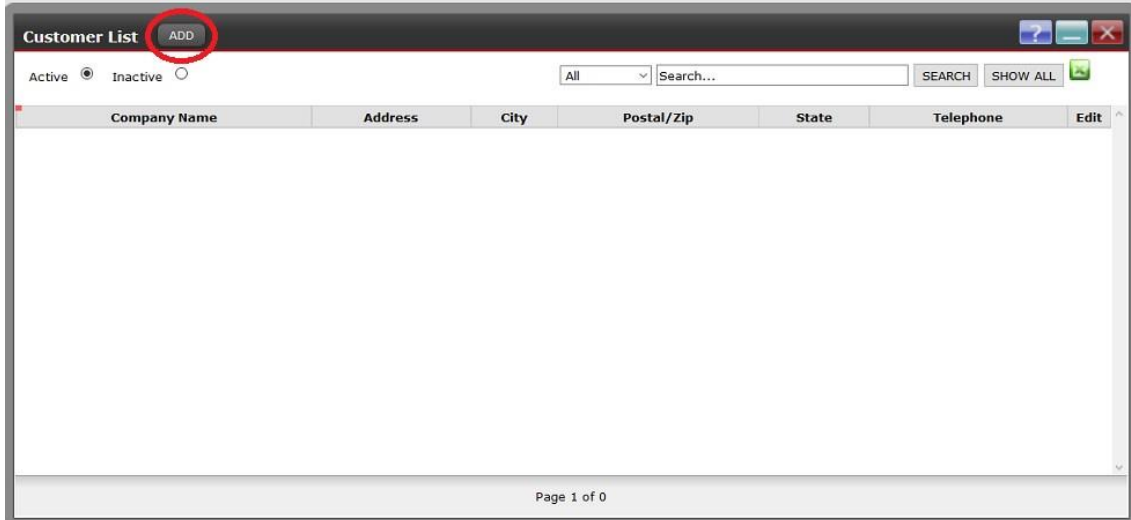 Customer List ADD ?
Active Inactive All Search... SEARCH SHOW ALL
Company Name Address City Postal/Zip State Telephone Edit
Page 1 of 0